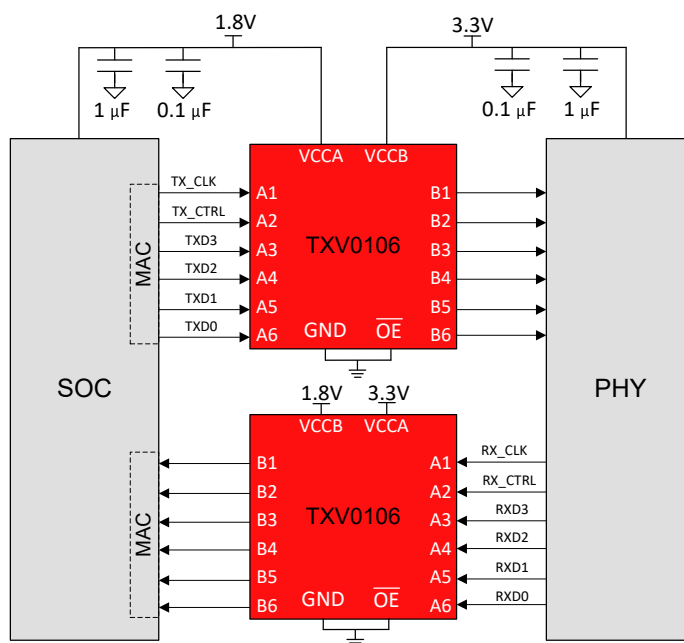 1.8V
3.3V
1 µF
0.1 µF
0.1 µF
1 µF
VCCA
VCCB
TX_CLK
A1
B1
TX_CTRL
A2
B2
TXD3
A3
TXV0106
B3
MAC
TXD2
A4
B4
TXD1
A5
B5
TXD0
A6
GND
OE
B6
SOC
PHY
1.8V
3.3V
VCCB
VCCA
B1
A1
RX_CLK
B2
A2
RX_CTRL
B3
TXV0106
A3
RXD3
MAC
B4
A4
RXD2
B5
A5
RXD1
B6
GND
OE
A6
RXD0